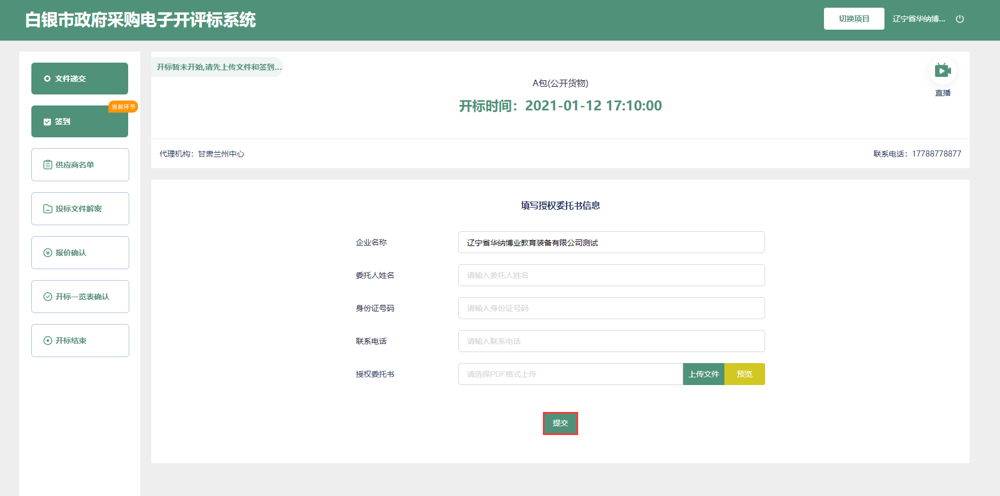 白银市政府采购电子开评标系统
切换项目
辽宁省华纳博...
文件递交
当前环节
签到
供应商名单
投标文件解密
报价确认
开标一览表确认
开标结束
开标暂未开始,请先上传文件和签到...
直播
A包(公开货物)
开标时间：2021-01-12 17:10:00
代理机构：甘肃兰州中心
联系电话：17788778877
填写授权委托书信息
企业名称
辽宁省华纳博业教育装备有限公司测试
委托人姓名
请输入委托人姓名
身份证号码
请输入身份证号码
联系电话
请输入联系电话
授权委托书
请选择PDF格式上传
上传文件
预览
提交